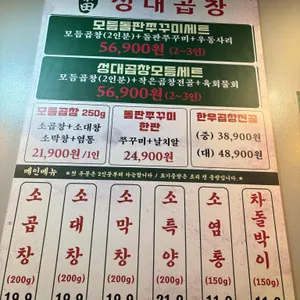 성대곱창
모듬돌판쭈꾸미세트
모듬곱창(2인분)+돌판쭈꾸미+우동사리
56,900원 (2~3인)
성대곱창모듬세트
모듬곱창(2인분)+작은곱창전골+육회물회
56,900원 (2~3인)
모듬곱창 250g
소곱창+소대창
소막창+염통
21,900원/1인
돌판쭈꾸미
한판
쭈꾸미+날치알
24,900원
한우곱창전골
(중) 38,900원
(대) 48,900원
메인메뉴
소곱창 (200g)
소대창 (200g)
소막창 (200g)
소특양 (200g)
소염통 (150g)
차돌박이 (150g)